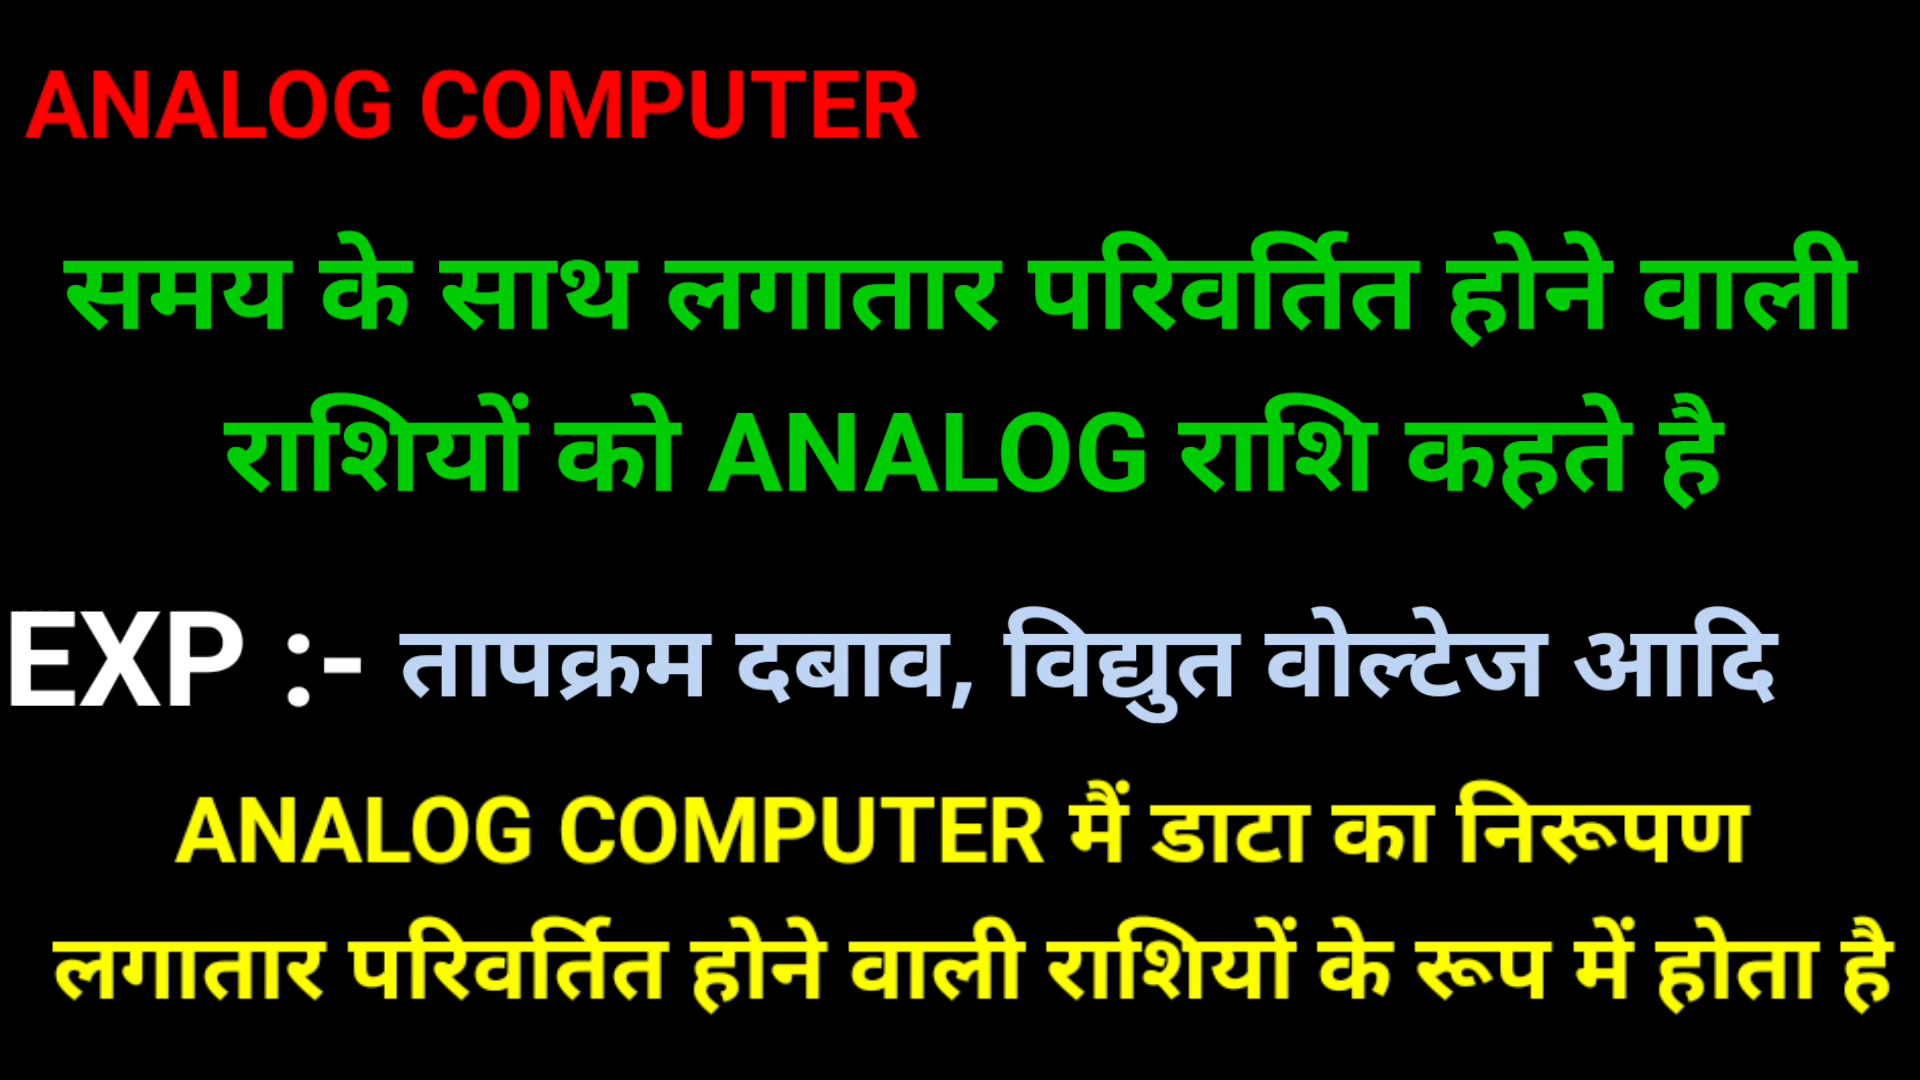 ANALOG COMPUTER
समय के साथ लगातार परिवर्तित होने वाली
राशियों को ANALOG राशि कहते है
EXP :- तापक्रम दबाव, विद्युत वोल्टेज आदि
ANALOG COMPUTER मैं डाटा का निरूपण
लगातार परिवर्तित होने वाली राशियों के रूप में होता है